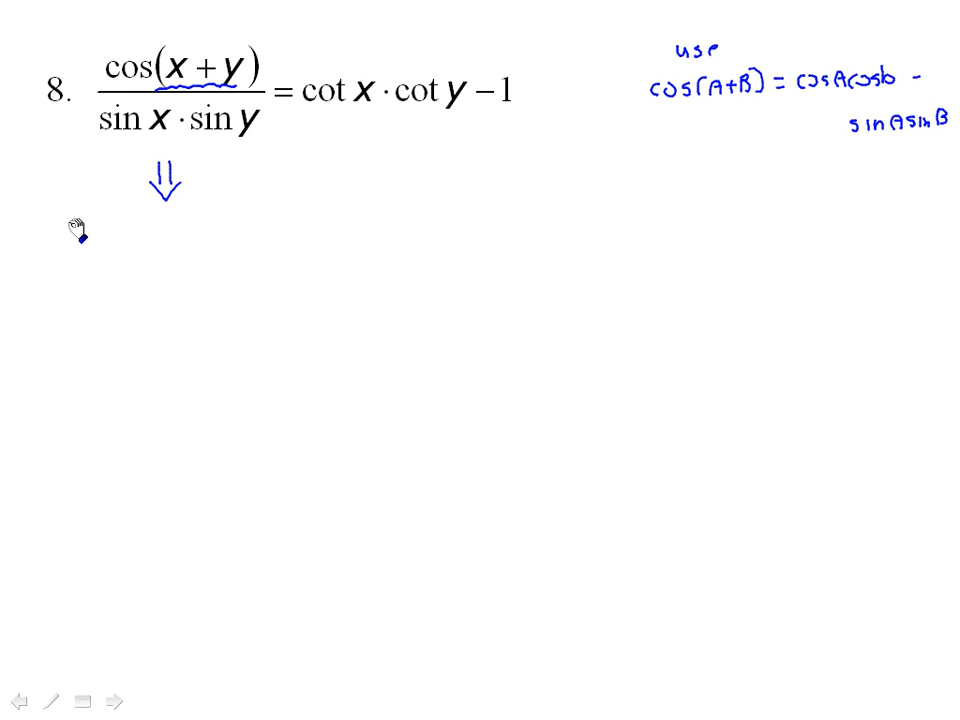 8. cos(x + y) / sin x · sin y = cot x · cot y − 1
use
cos(A+B) = cosAcosb -
sinAsinB